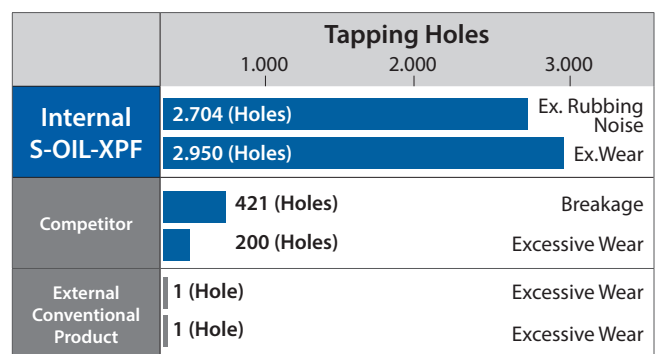 Tapping Holes
1.000 2.000 3.000
Internal
S-OIL-XPF
2.704 (Holes)
Ex. Rubbing
Noise
2.950 (Holes)
Ex.Wear
Competitor
421 (Holes)
Breakage
200 (Holes)
Excessive Wear
External
Conventional
Product
1 (Hole)
Excessive Wear
1 (Hole)
Excessive Wear